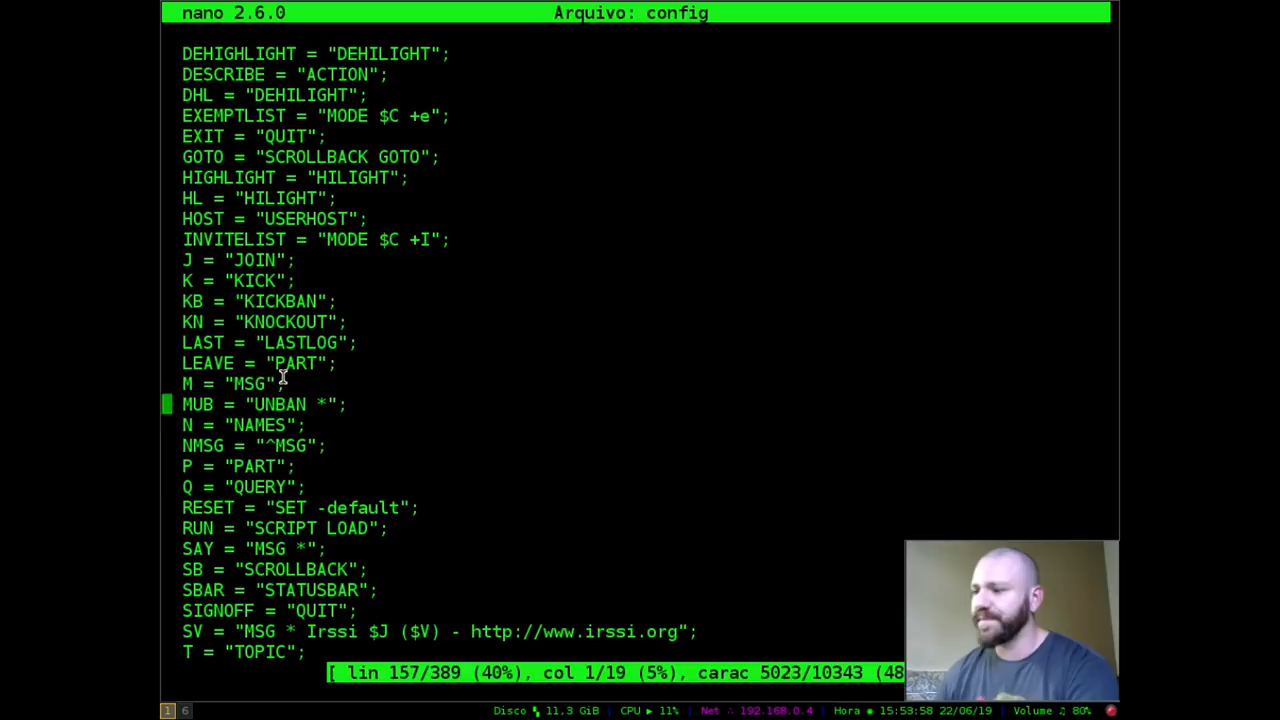 nano 2.6.0 Arquivo: config
DEHIGHLIGHT = "DEHILIGHT";
DESCRIBE = "ACTION";
DHL = "DEHILIGHT";
EXEMPTLIST = "MODE $C +e";
EXIT = "QUIT";
GOTO = "SCROLLBACK GOTO";
HIGHLIGHT = "HILIGHT";
HL = "HILIGHT";
HOST = "USERHOST";
INVITELIST = "MODE $C +I";
J = "JOIN";
K = "KICK";
KB = "KICKBAN";
KN = "KNOCKOUT";
LAST = "LASTLOG";
LEAVE = "PART";
M = "MSG";
MUB = "UNBAN *";
N = "NAMES";
NMSG = "^MSG";
P = "PART";
Q = "QUERY";
RESET = "SET -default";
RUN = "SCRIPT LOAD";
SAY = "MSG *";
SB = "SCROLLBACK";
SBAR = "STATUSBAR";
SIGNOFF = "QUIT";
SV = "MSG * Irssi $J ($V) - http://www.irssi.org";
T = "TOPIC";
[ lin 157/389 (40%), col 1/19 (5%), carac 5023/10343 (48
1 6 Disco 11,3 GiB | CPU ▶ 11% | Net ∴ 192.168.0.4 | Hora ◉ 15:53:58 22/06/19 | Volume ♫ 80%